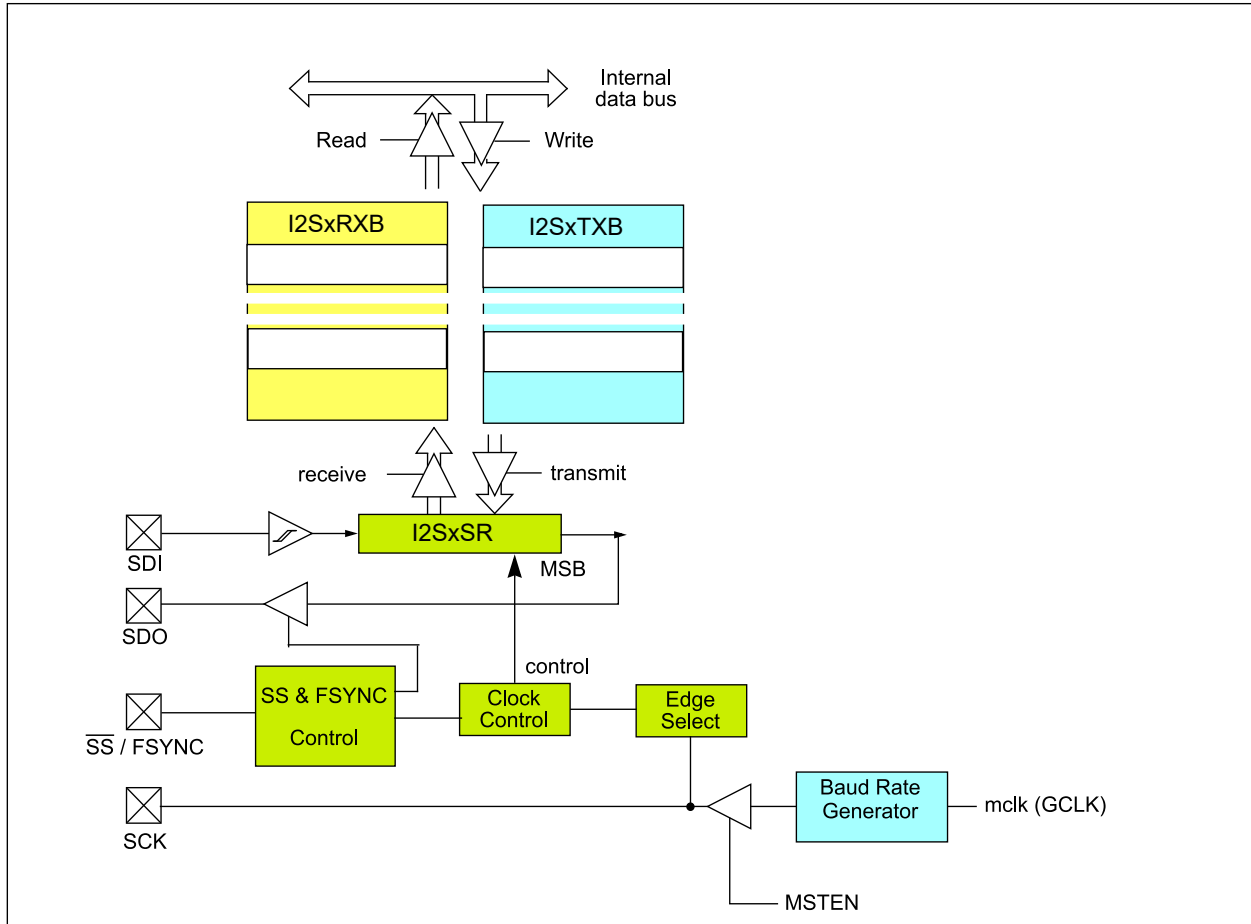 Internal
data bus
Read
Write
I2SxRXB
I2SxTXB
receive
transmit
SDI
I2SxSR
MSB
SDO
control
SS & FSYNC
Control
Clock
Control
Edge
Select
SS / FSYNC
Baud Rate
Generator
mclk (GCLK)
SCK
MSTEN